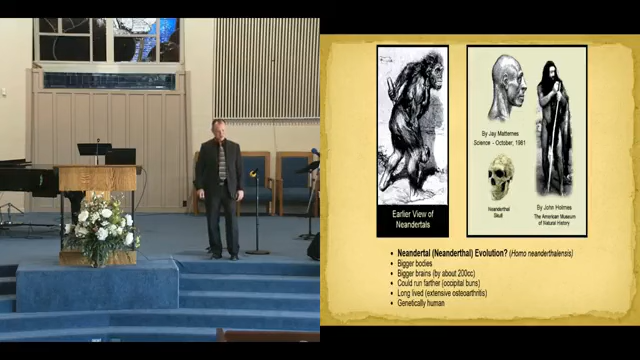 Earlier View of
Neandertals
By Jay Matternes
Science - October, 1981
Neanderthal
Skull
By John Holmes
The American Museum
of Natural History
• Neandertal (Neanderthal) Evolution? (Homo neanderthalensis)
• Bigger bodies
• Bigger brains (by about 200cc)
• Could run farther (occipital buns)
• Long lived (extensive osteoarthritis)
• Genetically human